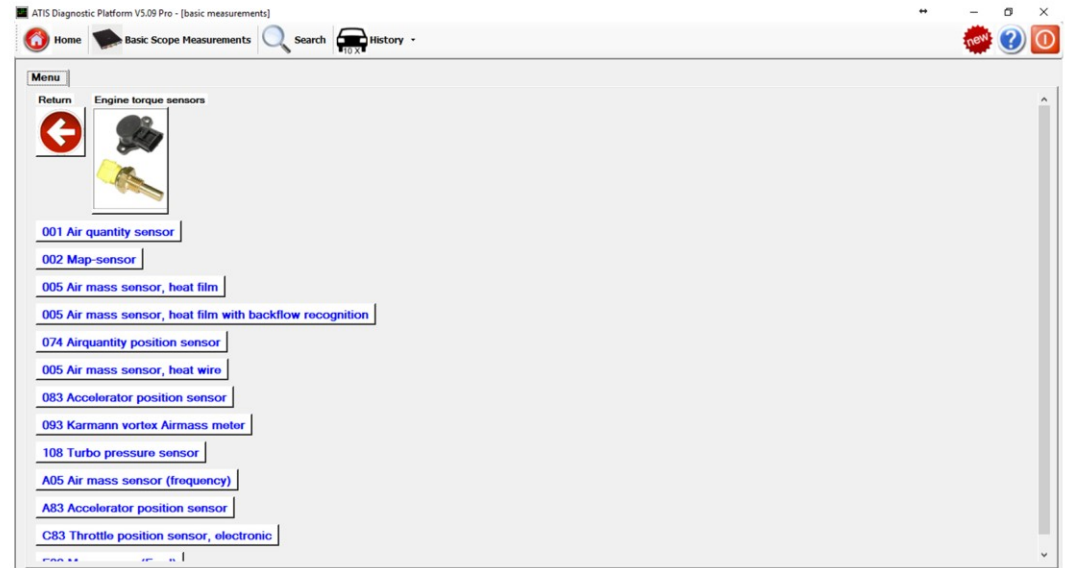 ATIS Diagnostic Platform V5.09 Pro - [basic measurements]
Home Basic Scope Measurements Search 10 X History
new ?
Menu
Return Engine torque sensors
001 Air quantity sensor
002 Map-sensor
005 Air mass sensor, heat film
005 Air mass sensor, heat film with backflow recognition
074 Airquantity position sensor
005 Air mass sensor, heat wire
083 Accelerator position sensor
093 Karmann vortex Airmass meter
108 Turbo pressure sensor
A05 Air mass sensor (frequency)
A83 Accelerator position sensor
C83 Throttle position sensor, electronic